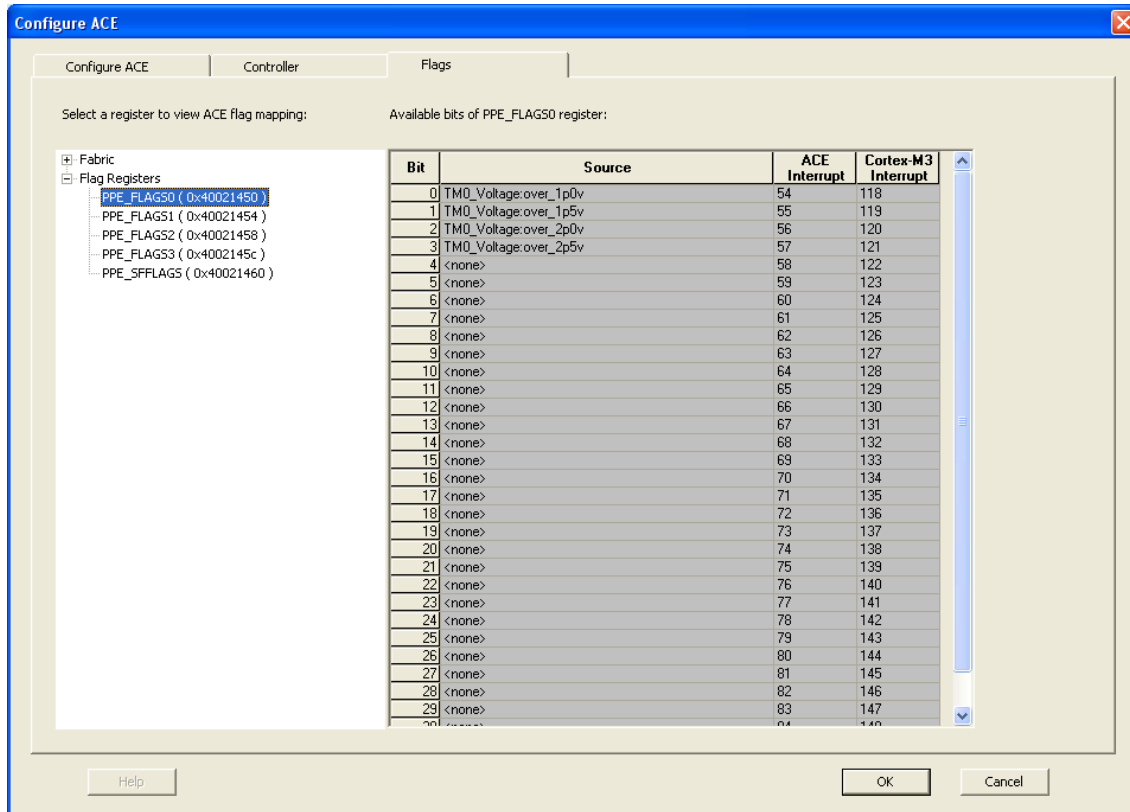 Configure ACE
Configure ACE Controller Flags
Select a register to view ACE flag mapping:
Available bits of PPE_FLAGS0 register:
Fabric
Flag Registers
PPE_FLAGS0 ( 0x40021450 )
PPE_FLAGS1 ( 0x40021454 )
PPE_FLAGS2 ( 0x40021458 )
PPE_FLAGS3 ( 0x4002145c )
PPE_SFFLAGS ( 0x40021460 )
Bit Source ACE Interrupt Cortex-M3 Interrupt
0 TM0_Voltage:over_1p0v 54 118
1 TM0_Voltage:over_1p5v 55 119
2 TM0_Voltage:over_2p0v 56 120
3 TM0_Voltage:over_2p5v 57 121
4 <none> 58 122
5 <none> 59 123
6 <none> 60 124
7 <none> 61 125
8 <none> 62 126
9 <none> 63 127
10 <none> 64 128
11 <none> 65 129
12 <none> 66 130
13 <none> 67 131
14 <none> 68 132
15 <none> 69 133
16 <none> 70 134
17 <none> 71 135
18 <none> 72 136
19 <none> 73 137
20 <none> 74 138
21 <none> 75 139
22 <none> 76 140
23 <none> 77 141
24 <none> 78 142
25 <none> 79 143
26 <none> 80 144
27 <none> 81 145
28 <none> 82 146
29 <none> 83 147
Help OK Cancel